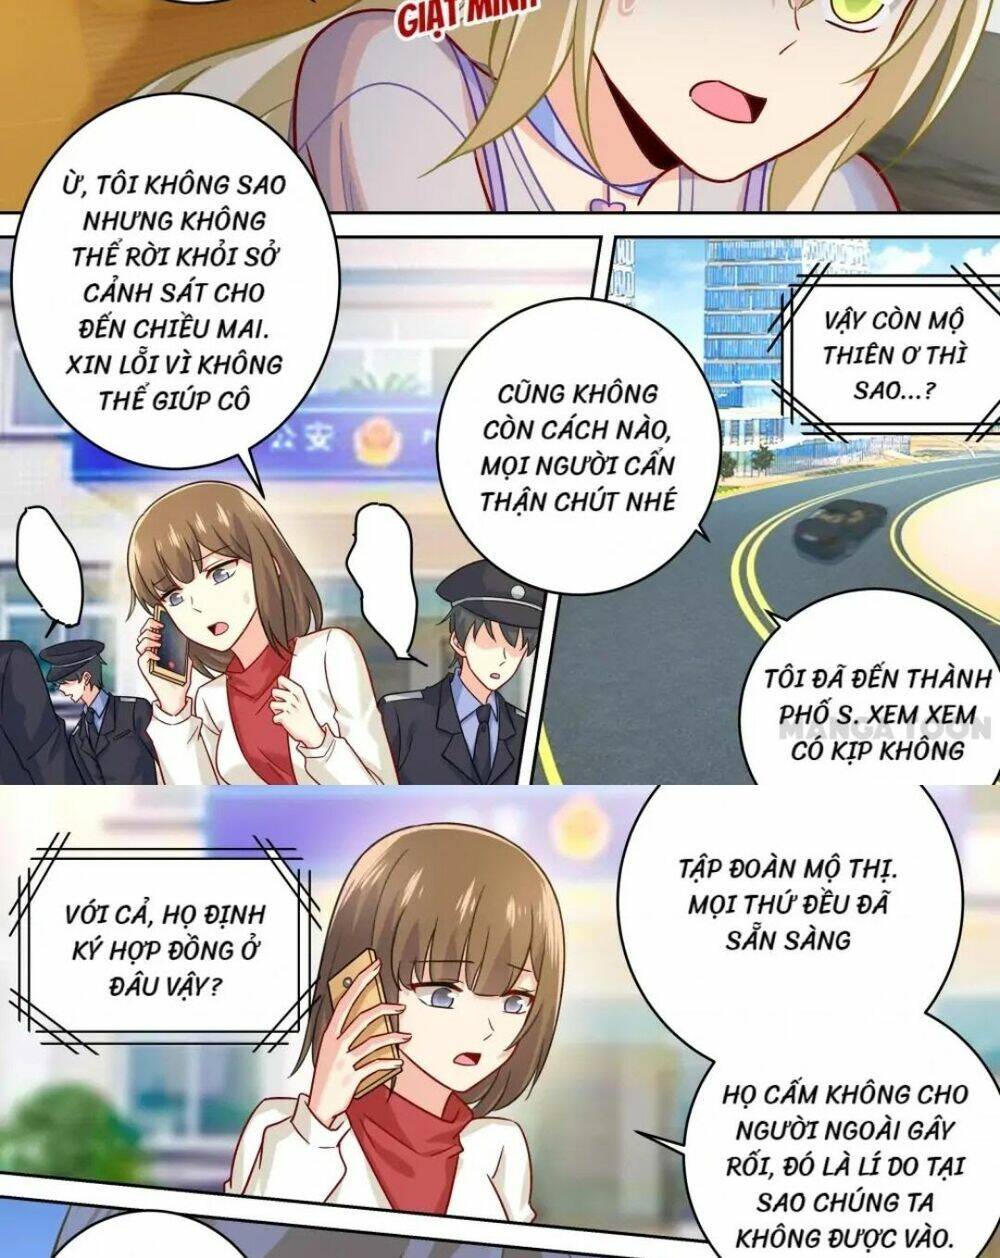 GIẬT MÌNH
Ừ, TÔI KHÔNG SAO
NHƯNG KHÔNG
THỂ RỜI KHỎI SỞ
CẢNH SÁT CHO
ĐẾN CHIỀU MAI.
XIN LỖI VÌ KHÔNG
THỂ GIÚP CÔ
公安
CŨNG KHÔNG
CÒN CÁCH NÀO,
MỌI NGƯỜI CẨN
THẬN CHÚT NHÉ
VẬY CÒN MỘ
THIÊN Ơ THÌ
SAO...?
TÔI ĐÃ ĐẾN THÀNH
PHỐ S. XEM XEM
CÓ KỊP KHÔNG
MANGA TOON
VỚI CẢ, HỌ ĐỊNH
KÝ HỢP ĐỒNG Ở
ĐÂU VẬY?
TẬP ĐOÀN MỘ THỊ.
MỌI THỨ ĐỀU ĐÃ
SẴN SÀNG
HỌ CẤM KHÔNG CHO
NGƯỜI NGOÀI GÂY
RỐI, ĐÓ LÀ LÍ DO TẠI
SAO CHÚNG TA
KHÔNG ĐƯỢC VÀO.